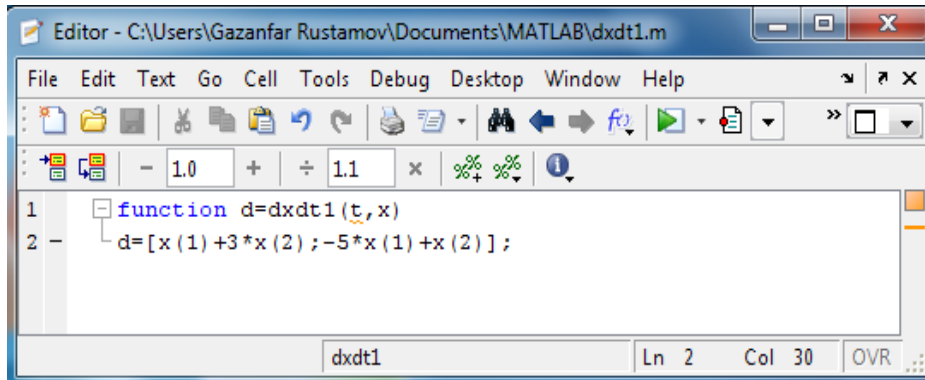 Editor - C:\Users\Gazanfar Rustamov\Documents\MATLAB\dxdt1.m
File Edit Text Go Cell Tools Debug Desktop Window Help
- 1.0 + ÷ 1.1 ×
1 function d=dxdt1(t,x)
2 - d=[x(1)+3*x(2);-5*x(1)+x(2)];
dxdt1 Ln 2 Col 30 OVR